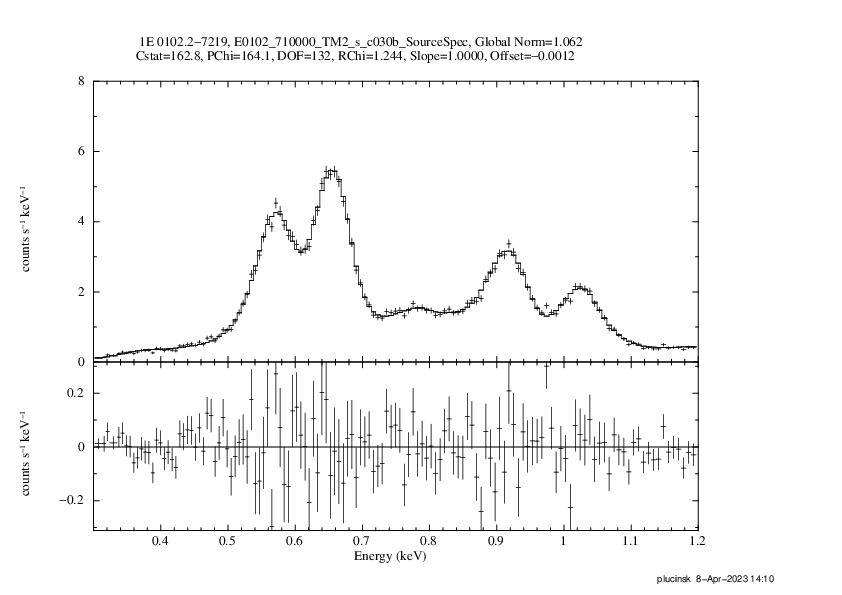 1E 0102.2−7219, E0102_710000_TM2_s_c030b_SourceSpec, Global Norm=1.062
Cstat=162.8, PChi=164.1, DOF=132, RChi=1.244, Slope=1.0000, Offset=−0.0012
8
6
4
2
0
counts s⁻¹ keV⁻¹
0.2
0
−0.2
counts s⁻¹ keV⁻¹
0.4 0.5 0.6 0.7 0.8 0.9 1 1.1 1.2
Energy (keV)
plucinsk 8−Apr−2023 14:10